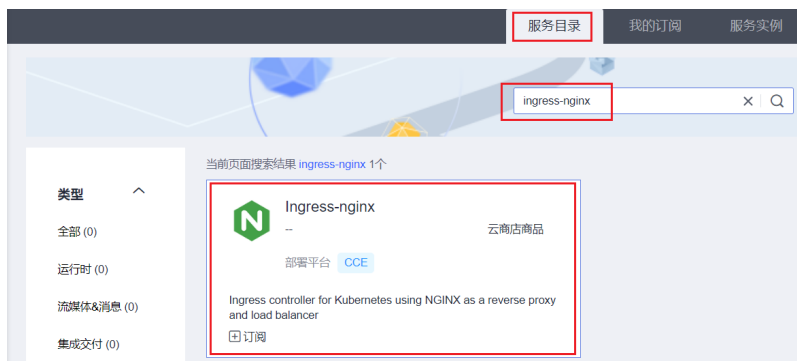 服务目录 我的订阅 服务实例
ingress-nginx
当前页面搜索结果 ingress-nginx 1个
类型
全部 (0)
运行时 (0)
流媒体&消息 (0)
集成交付 (0)
Ingress-nginx
-- 云商店商品
部署平台 CCE
Ingress controller for Kubernetes using NGINX as a reverse proxy
and load balancer
订阅